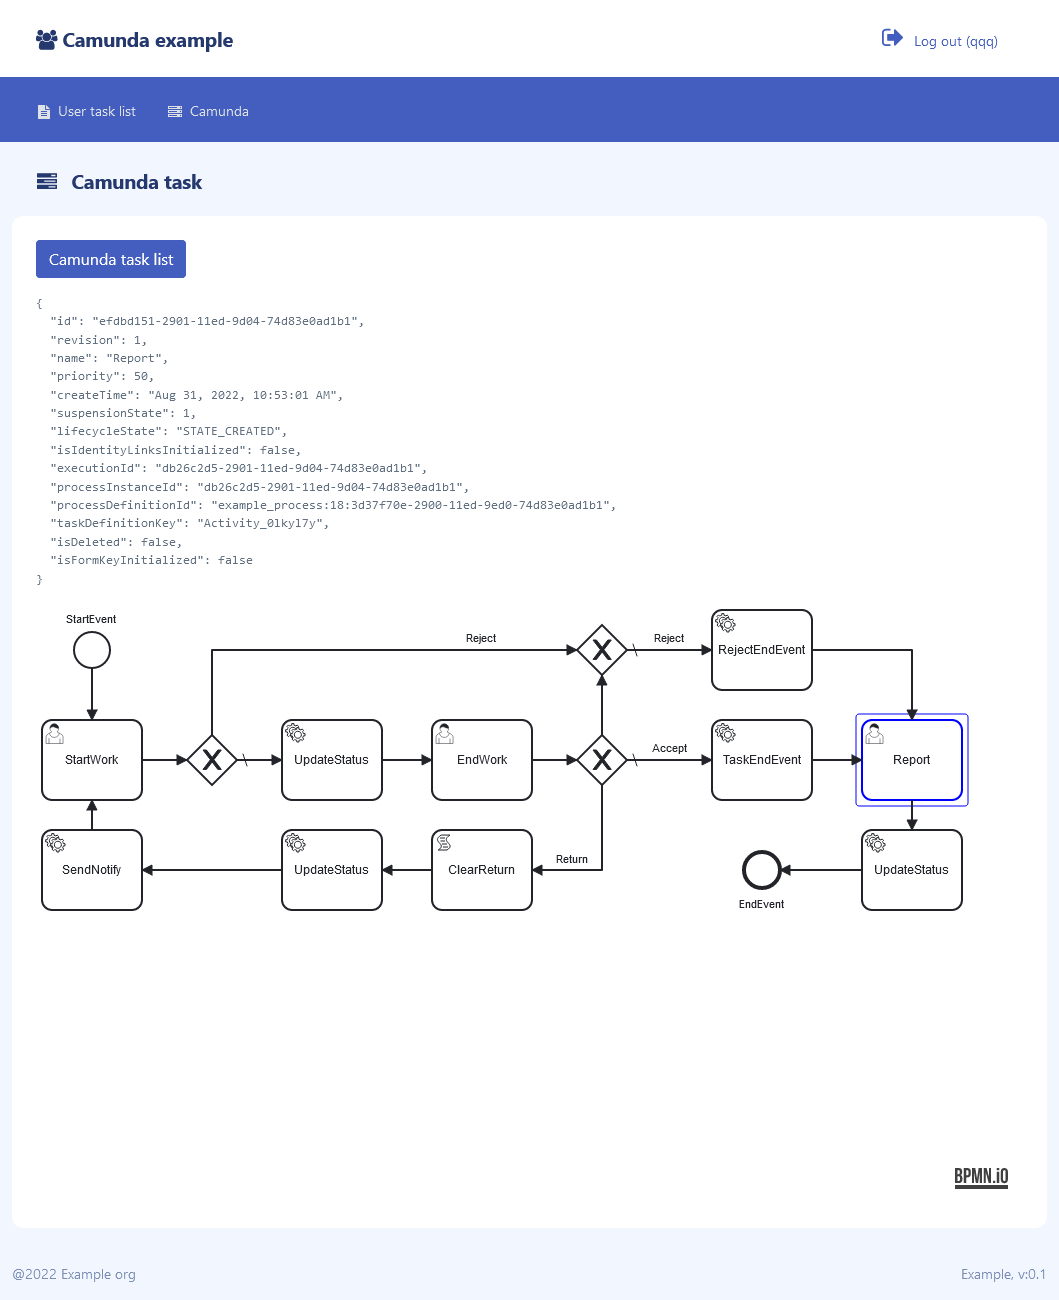 Camunda example
Log out (qqq)
User task list
Camunda
Camunda task
Camunda task list
{
"id": "efdbd151-2901-11ed-9d04-74d83e0ad1b1",
"revision": 1,
"name": "Report",
"priority": 50,
"createTime": "Aug 31, 2022, 10:53:01 AM",
"suspensionState": 1,
"lifecycleState": "STATE_CREATED",
"isIdentityLinksInitialized": false,
"executionId": "db26c2d5-2901-11ed-9d04-74d83e0ad1b1",
"processInstanceId": "db26c2d5-2901-11ed-9d04-74d83e0ad1b1",
"processDefinitionId": "example_process:18:3d37f70e-2900-11ed-9ed0-74d83e0ad1b1",
"taskDefinitionKey": "Activity_0lkyl7y",
"isDeleted": false,
"isFormKeyInitialized": false
}
StartEvent
Reject
Reject
RejectEndEvent
StartWork
UpdateStatus
EndWork
Accept
TaskEndEvent
Report
SendNotify
UpdateStatus
ClearReturn
Return
EndEvent
UpdateStatus
BPMN.iO
@2022 Example org
Example, v:0.1